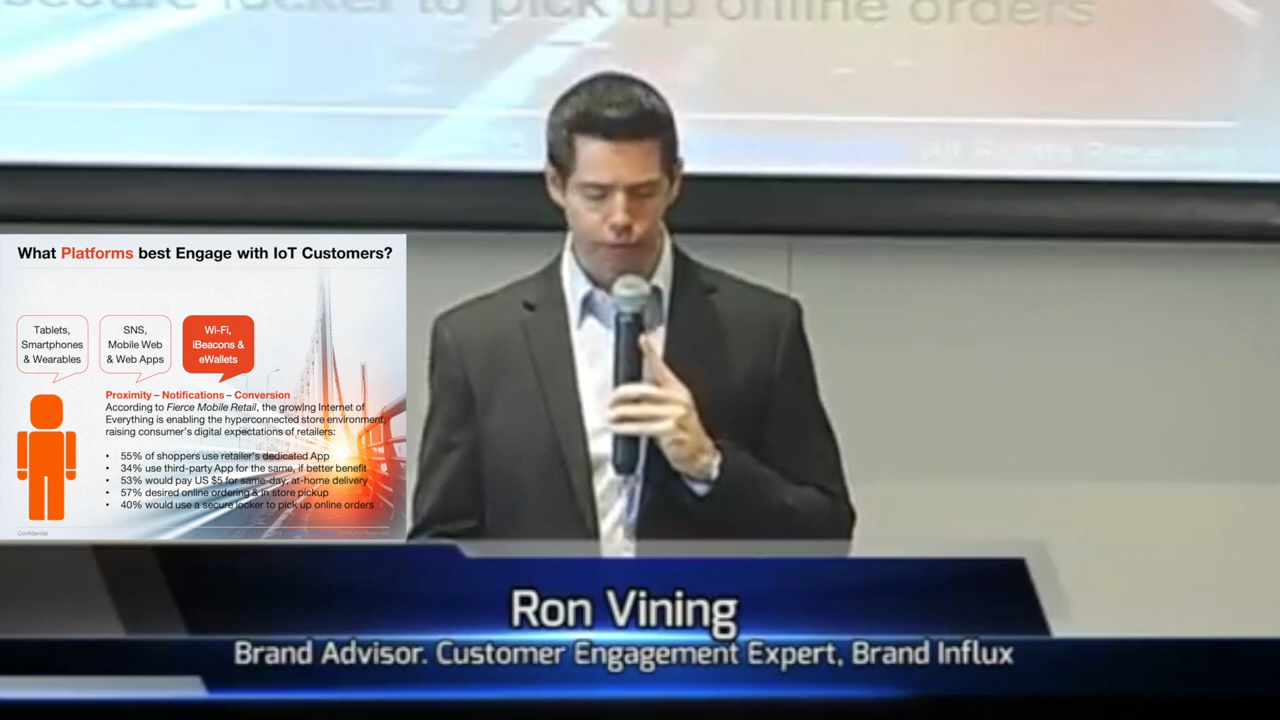 secure locker to pick up online orders
All Rights Reserved
What Platforms best Engage with IoT Customers?
Tablets,
Smartphones
& Wearables
SNS,
Mobile Web
& Web Apps
Wi-Fi,
iBeacons &
eWallets
Proximity – Notifications – Conversion
According to Fierce Mobile Retail, the growing Internet of
Everything is enabling the hyperconnected store environment,
raising consumer's digital expectations of retailers:
• 55% of shoppers use retailer's dedicated App
• 34% use third-party App for the same, if better benefit
• 53% would pay US $5 for same-day, at-home delivery
• 57% desired online ordering & in store pickup
• 40% would use a secure locker to pick up online orders
Confidential
Ron Vining
Brand Advisor. Customer Engagement Expert, Brand Influx